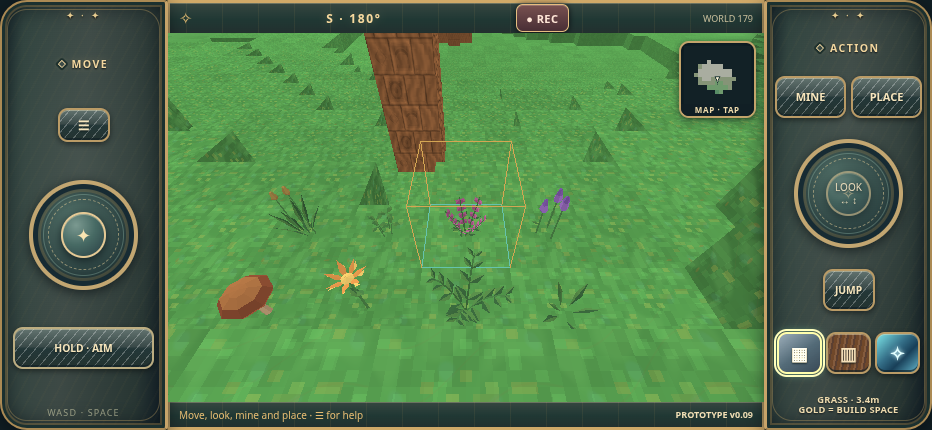 MOVE
HOLD · AIM
WASD · SPACE
S · 180°
● REC
WORLD 179
MAP · TAP
Move, look, mine and place · ☰ for help
PROTOTYPE v0.09
ACTION
MINE
PLACE
LOOK
JUMP
GRASS · 3.4m
GOLD = BUILD SPACE